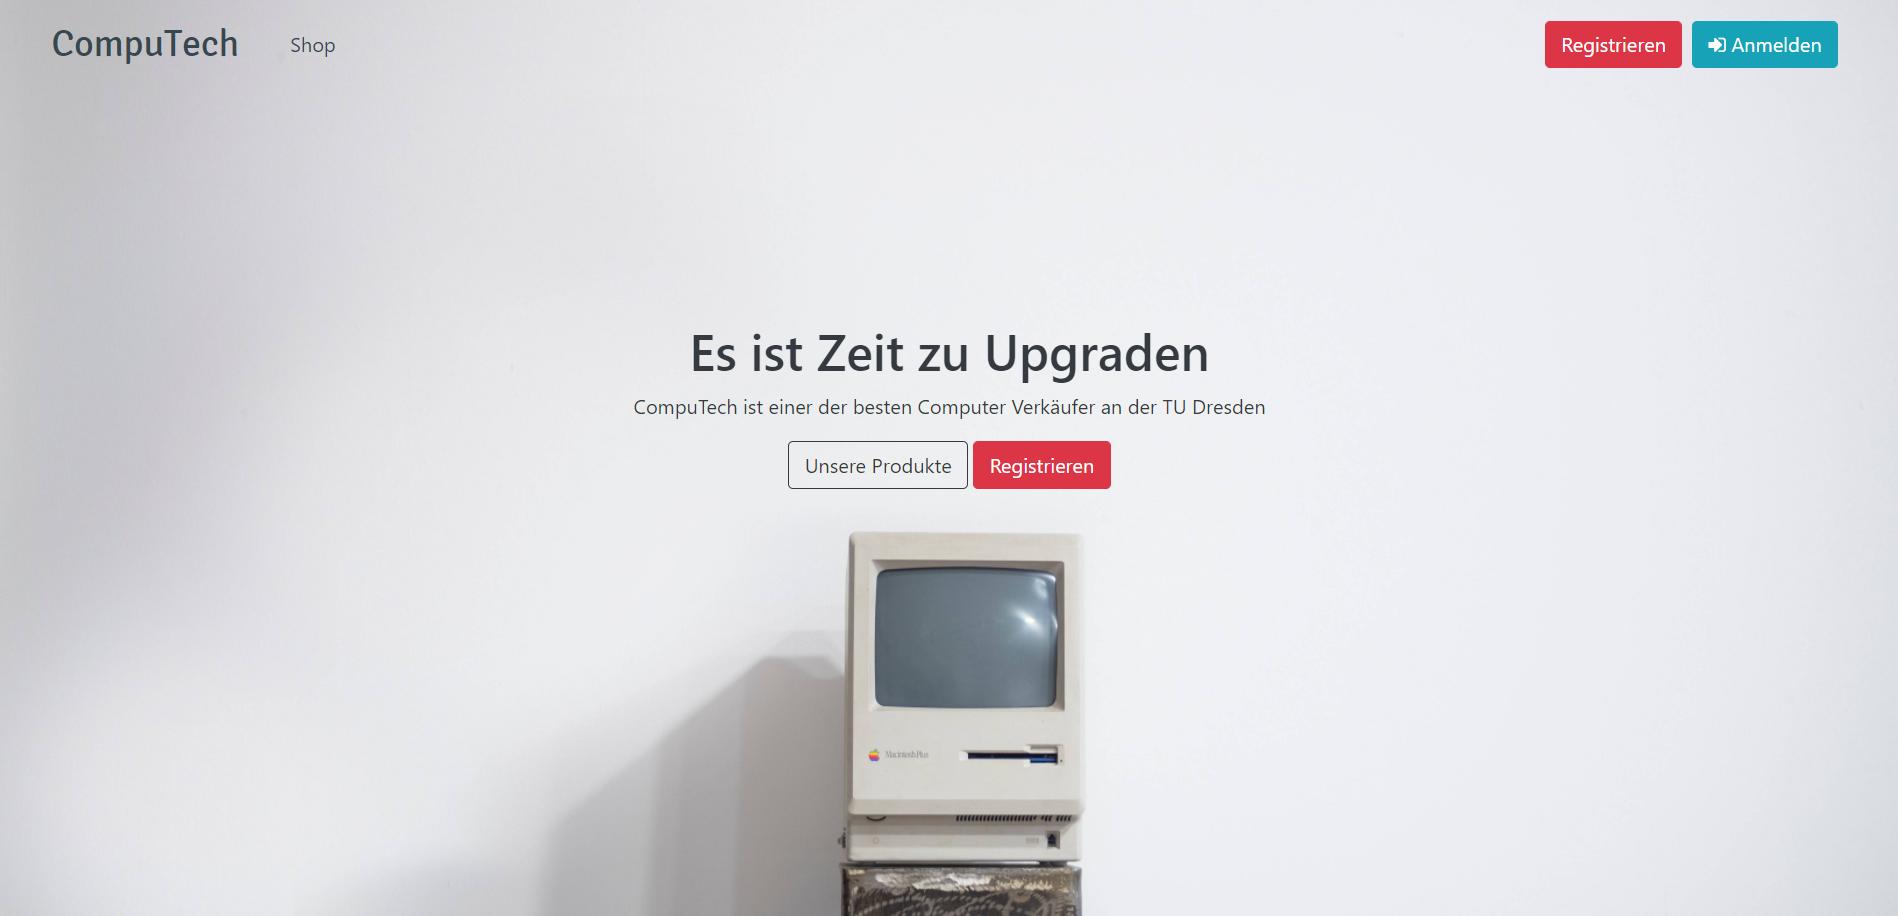 CompuTech
Shop
Registrieren
Anmelden
Es ist Zeit zu Upgraden
CompuTech ist einer der besten Computer Verkäufer an der TU Dresden
Unsere Produkte
Registrieren
Macintosh Plus